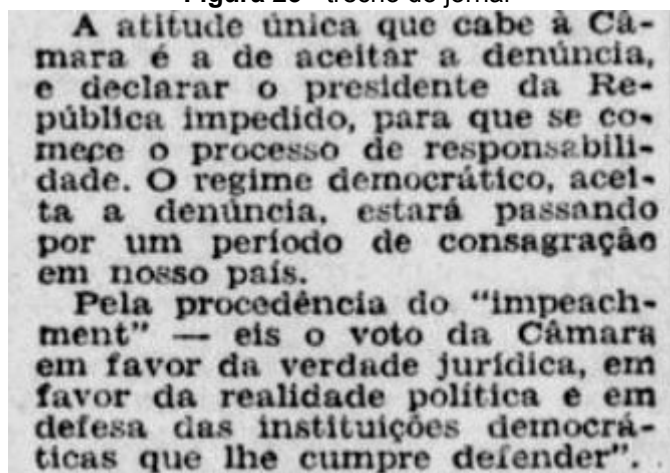 Figura 20 - trecho de jornal
A atitude única que cabe à Câ-
mara é a de aceitar a denúncia,
e declarar o presidente da Re-
pública impedido, para que se co-
mece o processo de responsabili-
dade. O regime democrático, acei-
ta a denúncia, estará passando
por um período de consagração
em nosso país.
Pela procedência do "impeach-
ment" — eis o voto da Câmara
em favor da verdade jurídica, em
favor da realidade política e em
defesa das instituições democrá-
ticas que lhe cumpre defender".